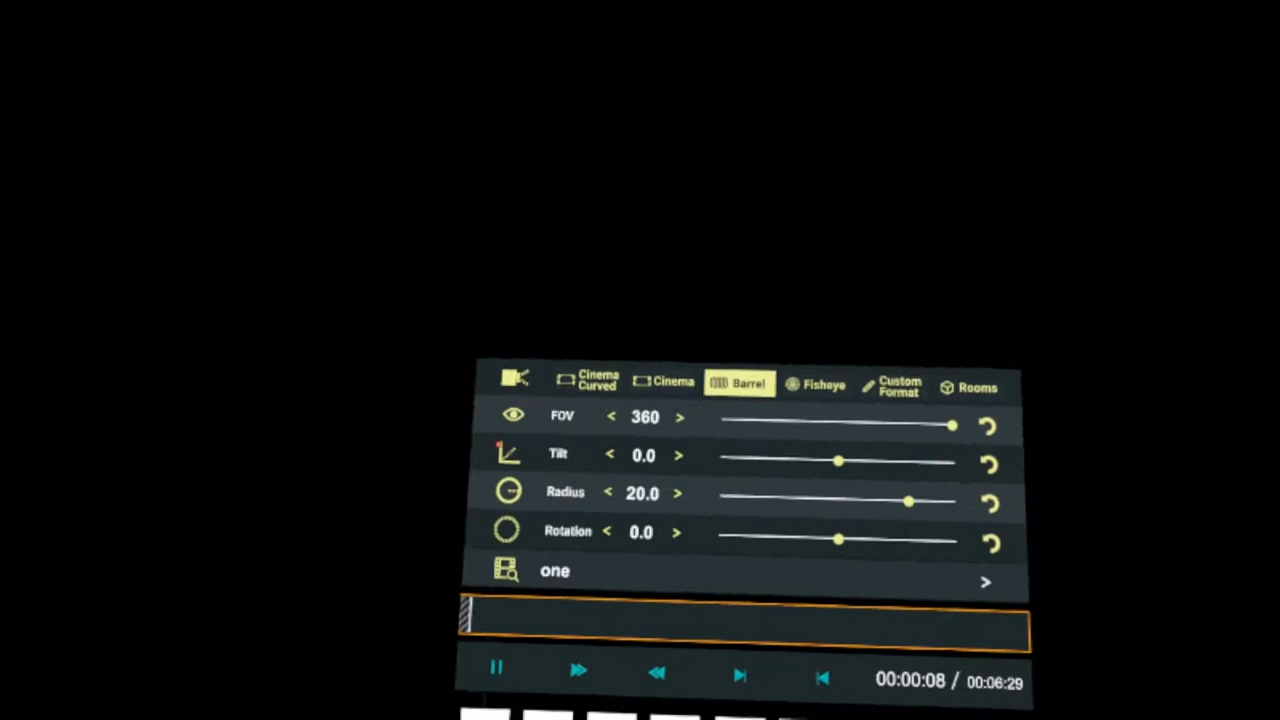 Cinema Curved Cinema Barrel Fisheye Custom Format Rooms
FOV < 360 >
Tilt < 0.0 >
Radius < 20.0 >
Rotation < 0.0 >
one >
00:00:08 / 00:06:29